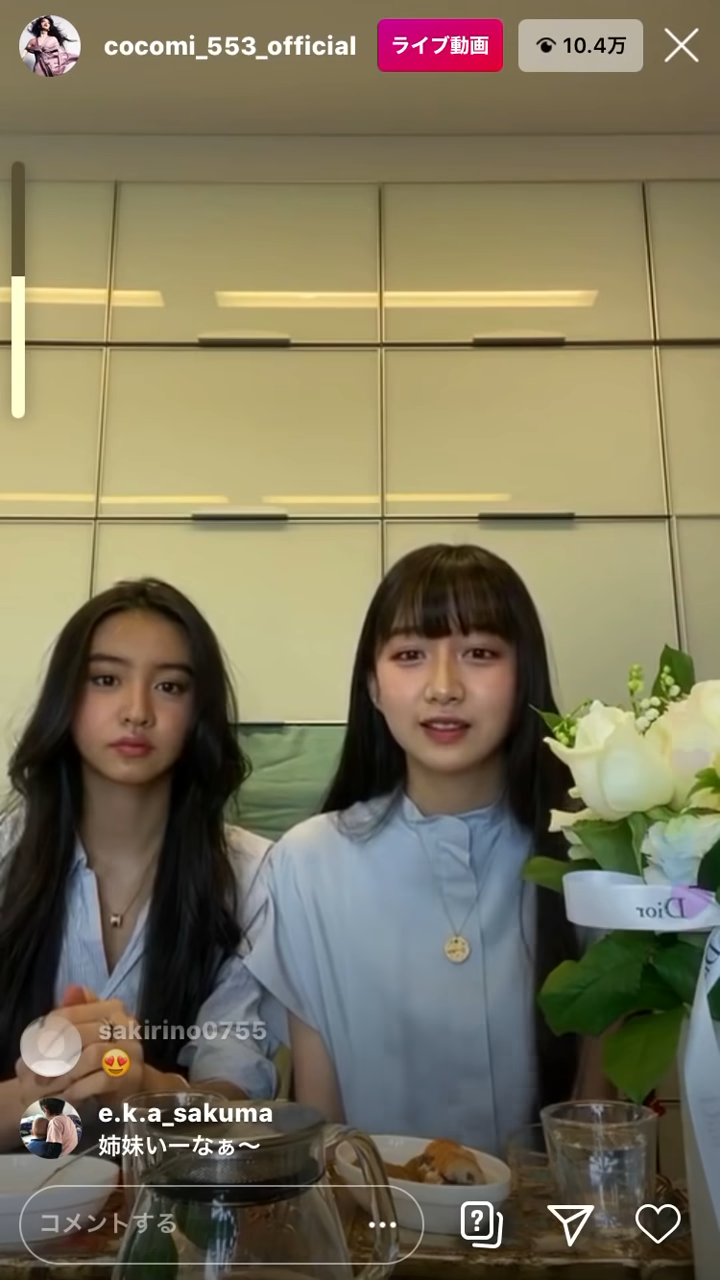 cocomi_553_official
ライブ動画
10.4万
Dior
sakirino0755
😍
e.k.a_sakuma
姉妹いーなぁ〜
コメントする